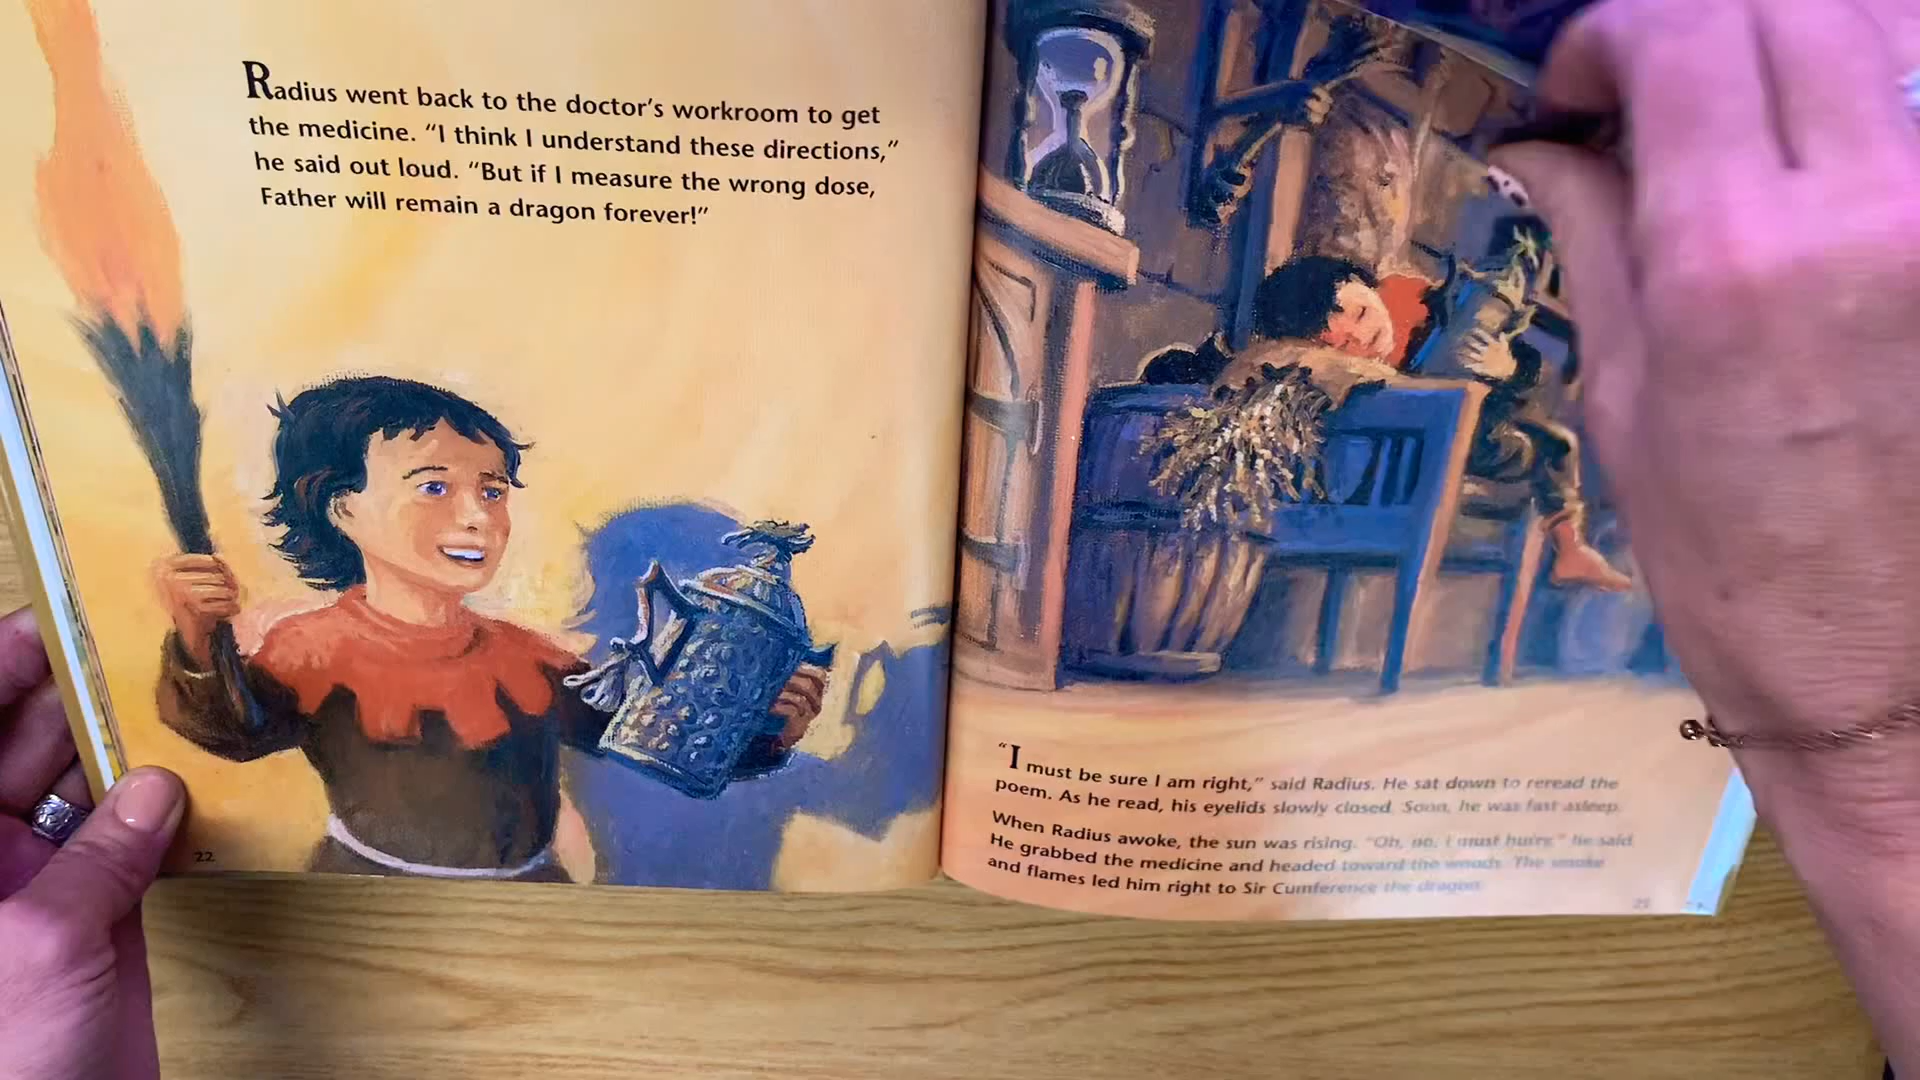 Radius went back to the doctor's workroom to get
the medicine. “I think I understand these directions,”
he said out loud. “But if I measure the wrong dose,
Father will remain a dragon forever!”
22
“I must be sure I am right,” said Radius. He sat down to reread the
poem. As he read, his eyelids slowly closed. Soon, he was fast asleep.
When Radius awoke, the sun was rising. “Oh, no, I must hurry,” he said.
He grabbed the medicine and headed toward the woods. The smoke
and flames led him right to Sir Cumference the dragon.